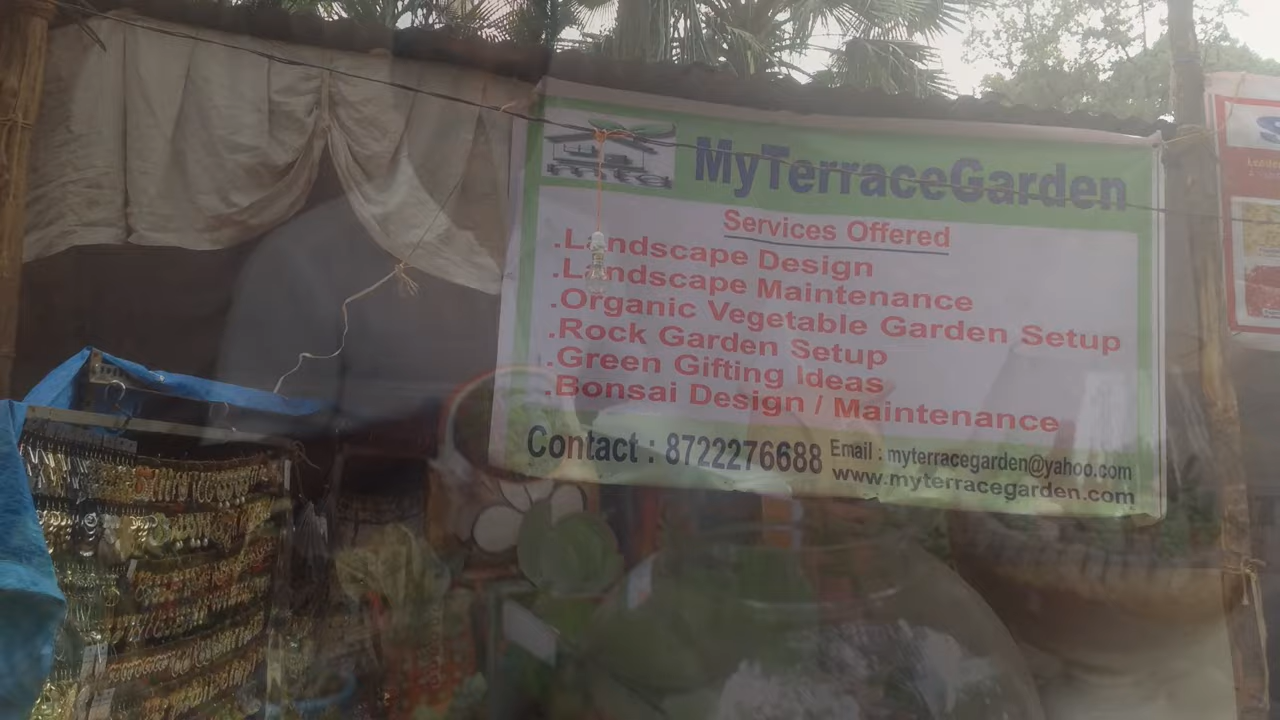 MyTerraceGarden
Services Offered
.Landscape Design
.Landscape Maintenance
.Organic Vegetable Garden Setup
.Rock Garden Setup
.Green Gifting Ideas
.Bonsai Design / Maintenance
Contact : 8722276688
Email : myterracegarden@yahoo.com
www.myterracegarden.com